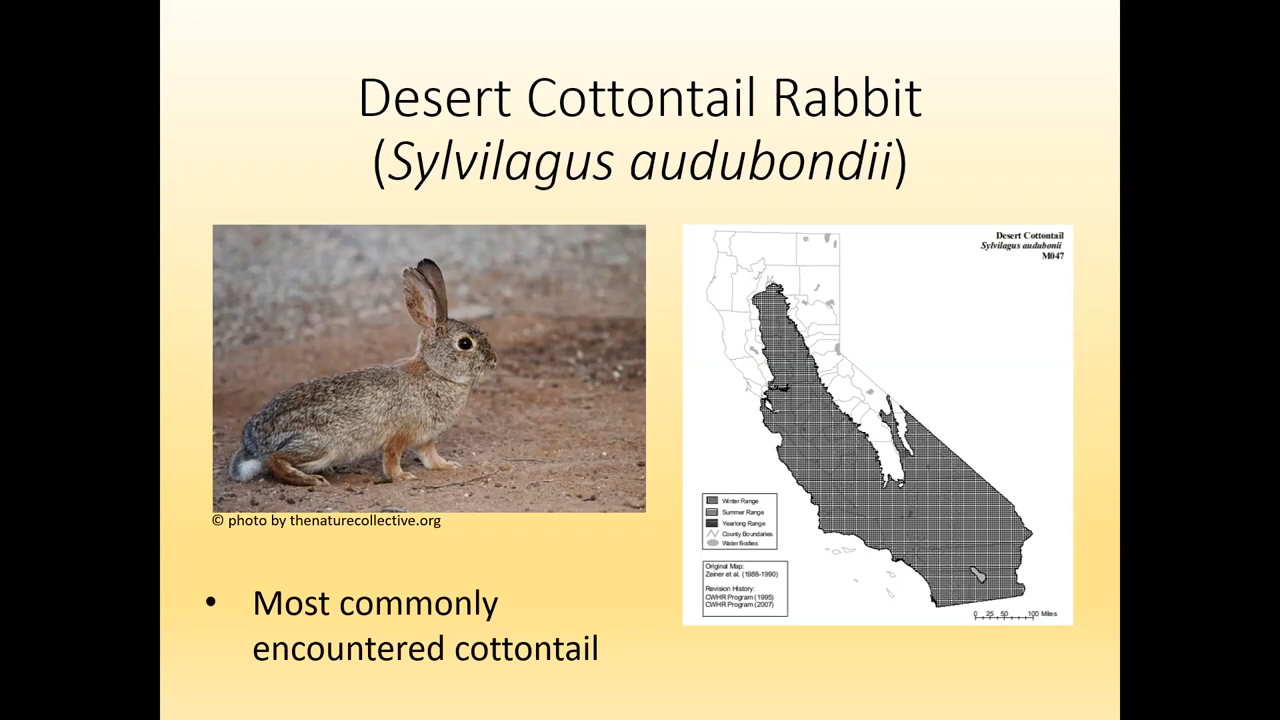 Desert Cottontail Rabbit
(Sylvilagus audubondii)
Desert Cottontail
Sylvilagus audubonii
M047
Winter Range
Summer Range
Yearlong Range
County Boundaries
Water Bodies
Original Map:
Zeiner et al. (1988-1990)
Revision History:
CWHR Program (1995)
CWHR Program (2007)
0 25 50 100 Miles
© photo by thenaturecollective.org
• Most commonly
encountered cottontail